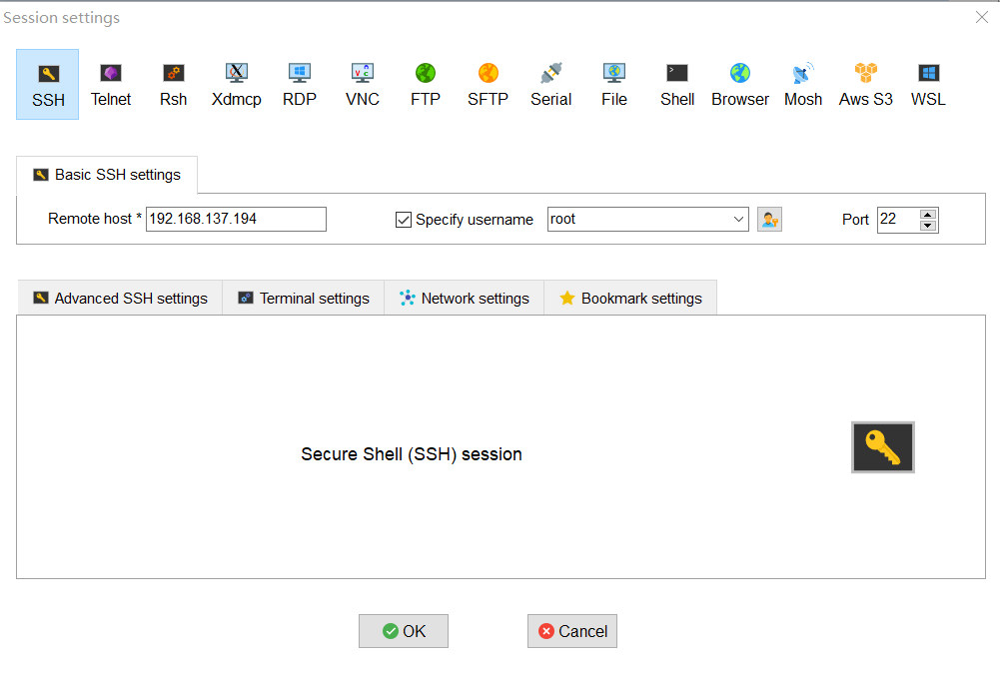 Session settings
SSH Telnet Rsh Xdmcp RDP VNC FTP SFTP Serial File Shell Browser Mosh Aws S3 WSL
Basic SSH settings
Remote host * 192.168.137.194 Specify username root Port 22
Advanced SSH settings Terminal settings Network settings Bookmark settings
Secure Shell (SSH) session
OK Cancel